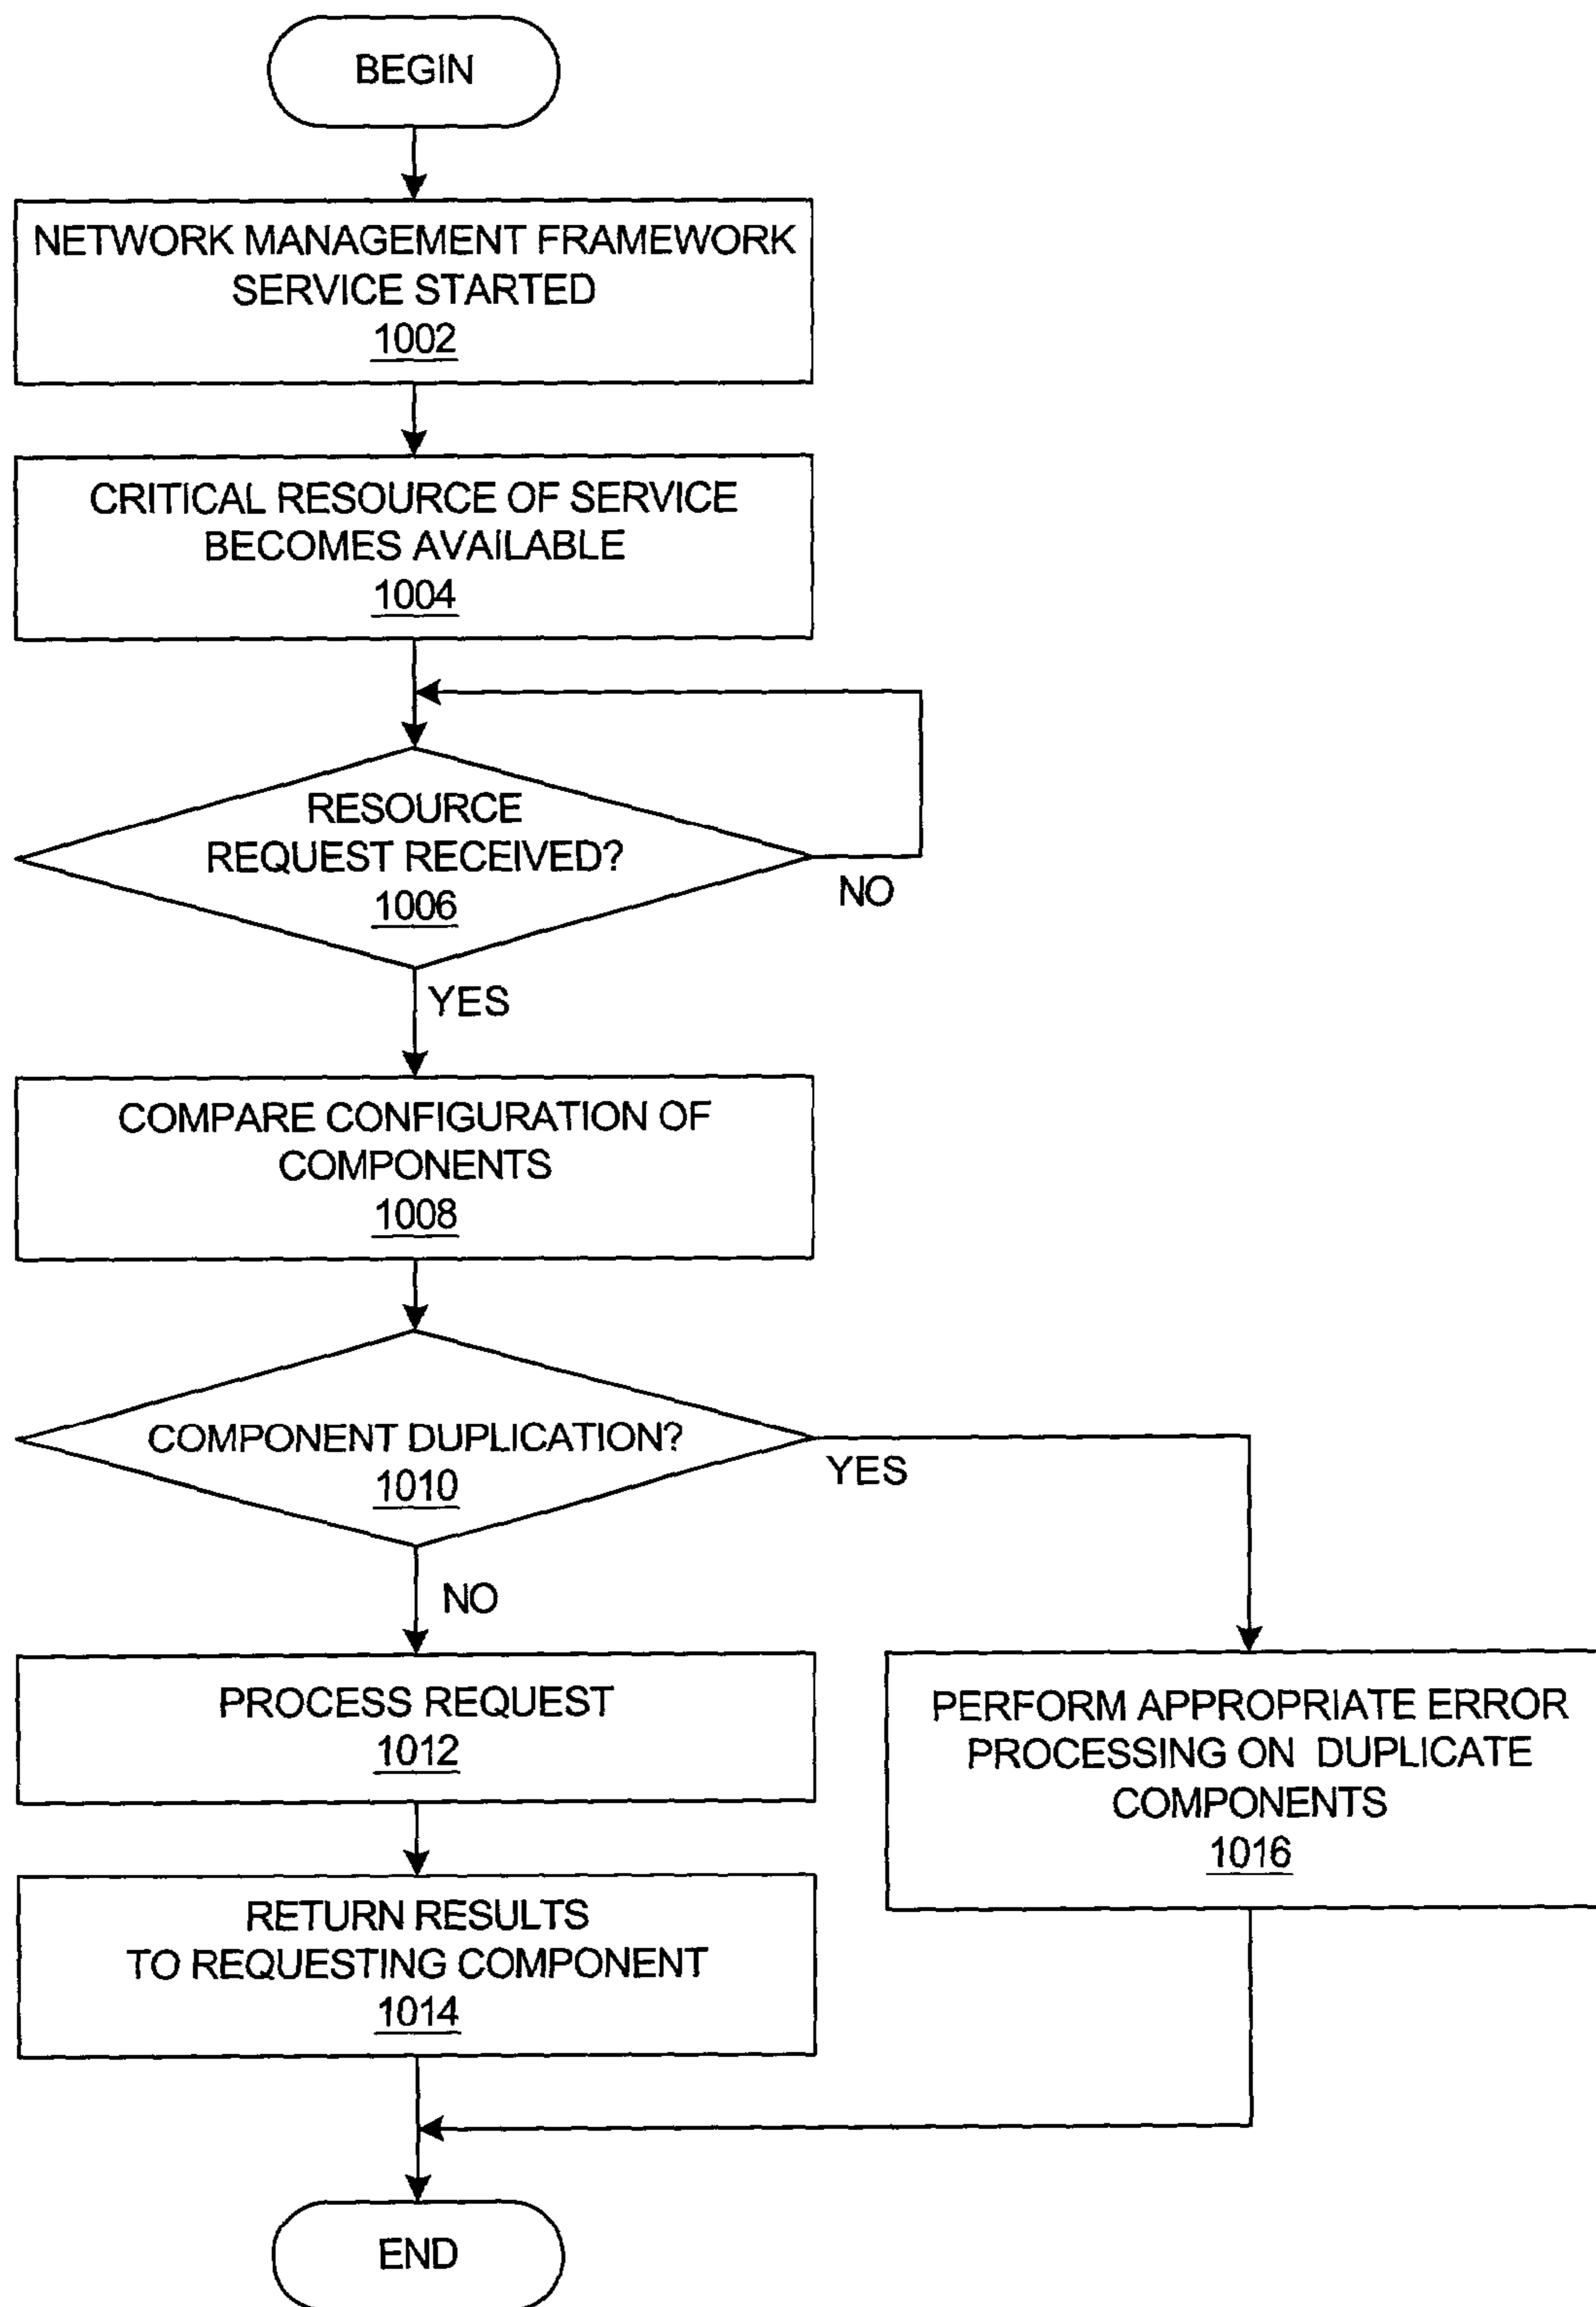 BEGIN
NETWORK MANAGEMENT FRAMEWORK
SERVICE STARTED
1002
CRITICAL RESOURCE OF SERVICE
BECOMES AVAILABLE
1004
RESOURCE
REQUEST RECEIVED?
1006
NO
YES
COMPARE CONFIGURATION OF
COMPONENTS
1008
COMPONENT DUPLICATION?
1010
YES
NO
PROCESS REQUEST
1012
PERFORM APPROPRIATE ERROR
PROCESSING ON DUPLICATE
COMPONENTS
1016
RETURN RESULTS
TO REQUESTING COMPONENT
1014
END